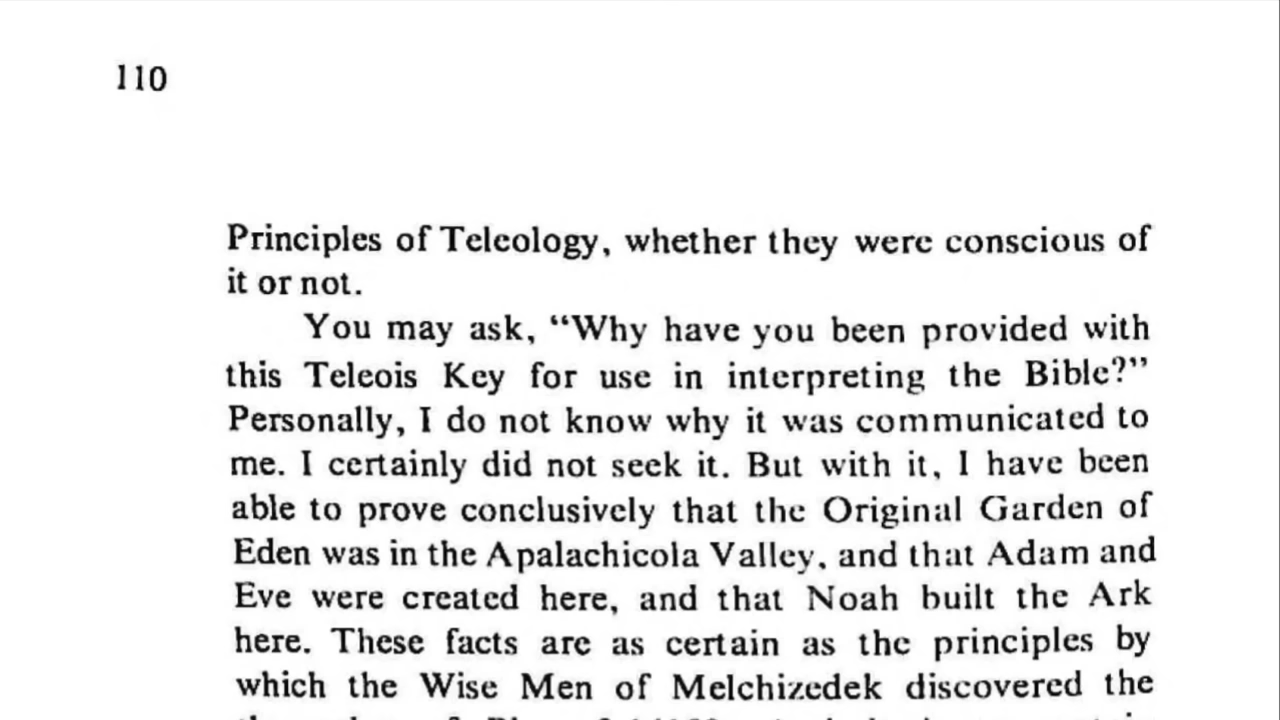 110
Principles of Teleology, whether they were conscious of
it or not.
You may ask, “Why have you been provided with
this Teleois Key for use in interpreting the Bible?”
Personally, I do not know why it was communicated to
me. I certainly did not seek it. But with it, I have been
able to prove conclusively that the Original Garden of
Eden was in the Apalachicola Valley, and that Adam and
Eve were created here, and that Noah built the Ark
here. These facts are as certain as the principles by
which the Wise Men of Melchizedek discovered the